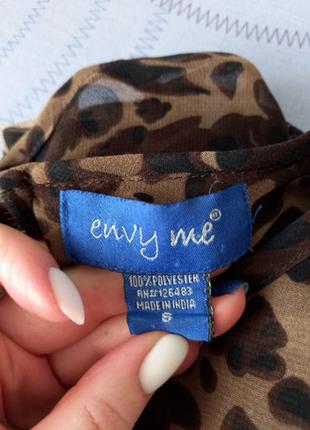 envy me
100%POLYESTER
RN#126483
MADE IN INDIA
S